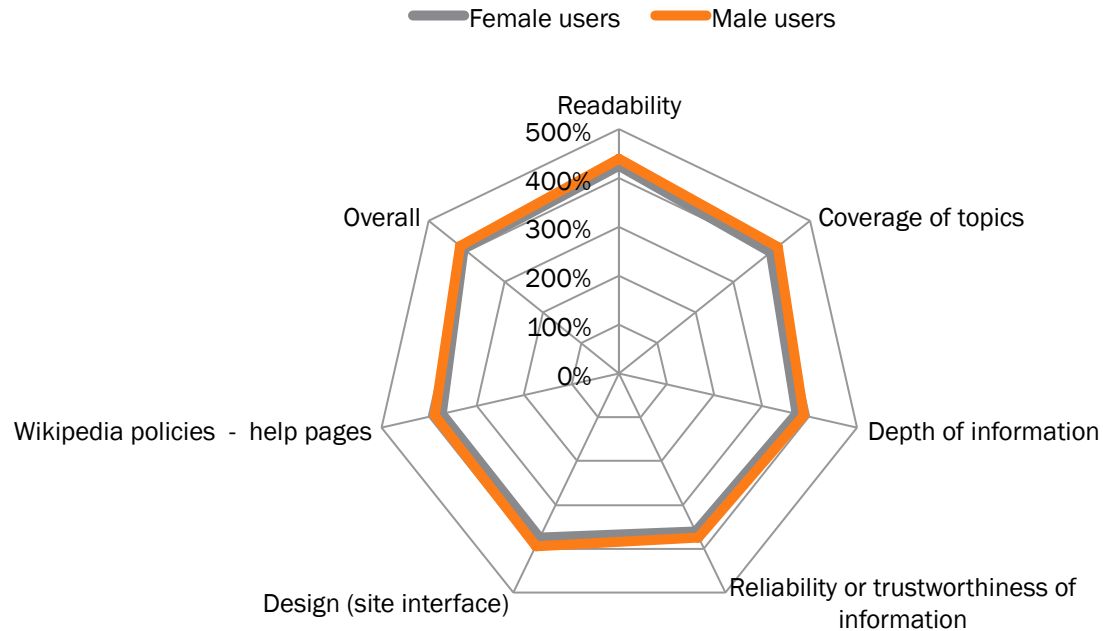 Female users
Male users
Readability
500%
400%
300%
200%
100%
0%
Overall
Coverage of topics
Wikipedia policies - help pages
Depth of information
Design (site interface)
Reliability or trustworthiness of
information